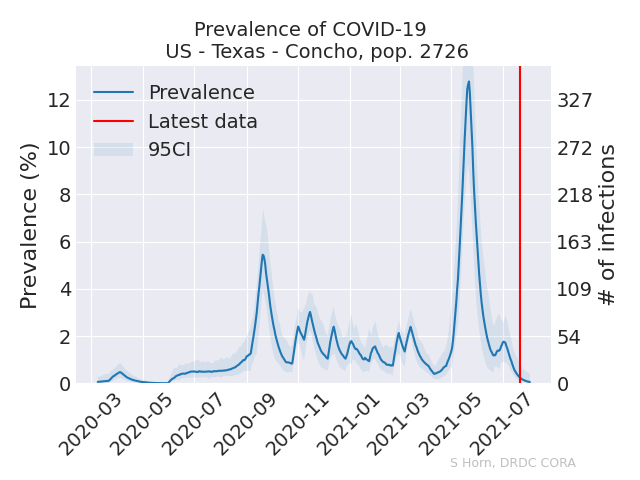 Prevalence of COVID-19
US - Texas - Concho, pop. 2726
Prevalence (%)
12
10
8
6
4
2
0
Prevalence
Latest data
95CI
327
272
218
163
109
54
0
# of infections
2020-03
2020-05
2020-07
2020-09
2020-11
2021-01
2021-03
2021-05
2021-07
S Horn, DRDC CORA